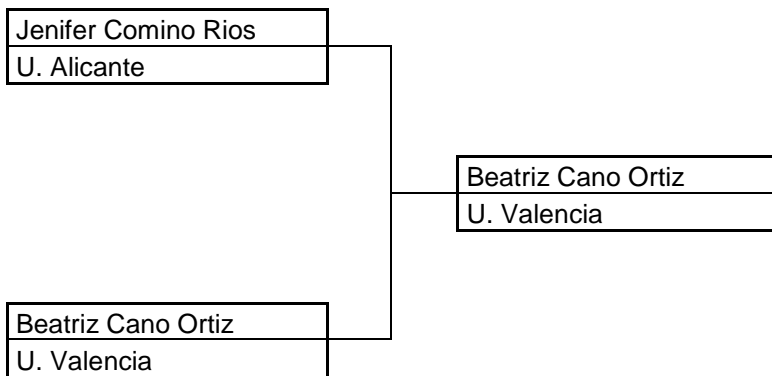 Jenifer Comino Rios
U. Alicante
Beatriz Cano Ortiz
U. Valencia
Beatriz Cano Ortiz
U. Valencia